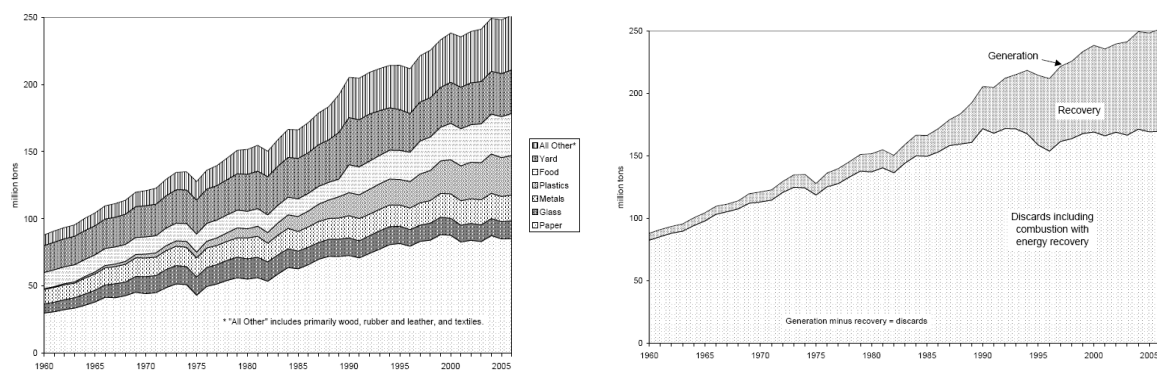 250
200
150
100
50
0
million tons
1960
1965
1970
1975
1980
1985
1990
1995
2000
2005
All Other*
Yard
Food
Plastics
Metals
Glass
Paper
* "All Other" includes primarily wood, rubber and leather, and textiles.
250
200
150
100
50
0
million tons
1960
1965
1970
1975
1980
1985
1990
1995
2000
2005
Generation
Recovery
Discards including
combustion with
energy recovery
Generation minus recovery = discards